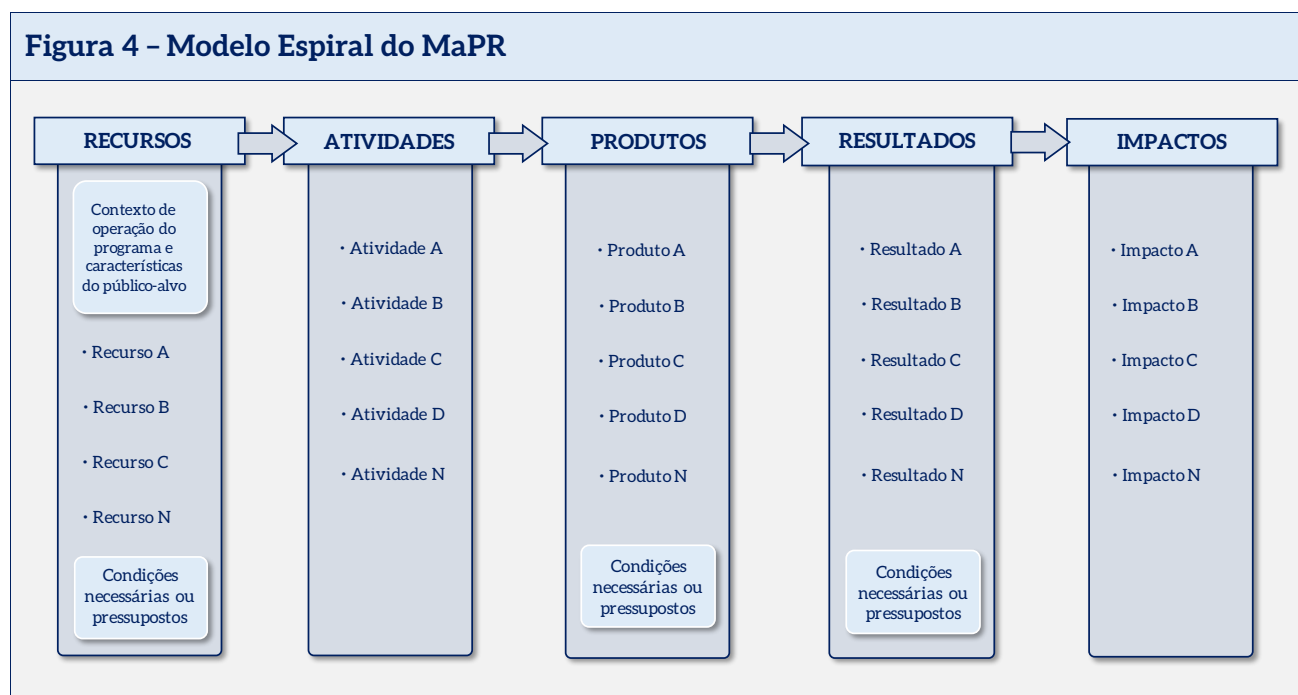 Figura 4 – Modelo Espiral do MaPR
RECURSOS
Contexto de
operação do
programa e
características
do público-alvo
· Recurso A
· Recurso B
· Recurso C
· Recurso N
Condições
necessárias ou
pressupostos
ATIVIDADES
· Atividade A
· Atividade B
· Atividade C
· Atividade D
· Atividade N
PRODUTOS
· Produto A
· Produto B
· Produto C
· Produto D
· Produto N
Condições
necessárias ou
pressupostos
RESULTADOS
· Resultado A
· Resultado B
· Resultado C
· Resultado D
· Resultado N
Condições
necessárias ou
pressupostos
IMPACTOS
· Impacto A
· Impacto B
· Impacto C
· Impacto D
· Impacto N